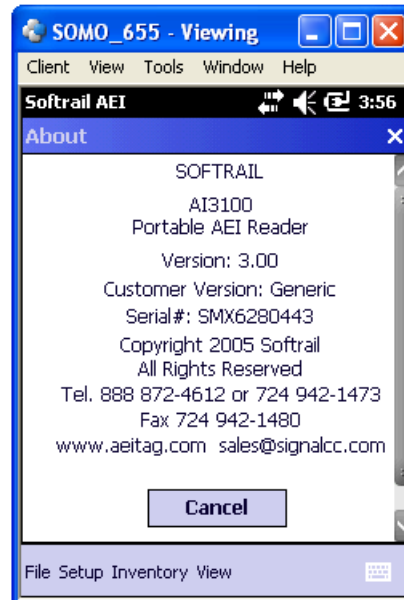 SOMO_655 - Viewing
Client View Tools Window Help
Softrail AEI 3:56
About
SOFTRAIL
AI3100
Portable AEI Reader
Version: 3.00
Customer Version: Generic
Serial#: SMX6280443
Copyright 2005 Softrail
All Rights Reserved
Tel. 888 872-4612 or 724 942-1473
Fax 724 942-1480
www.aeitag.com sales@signalcc.com
Cancel
File Setup Inventory View